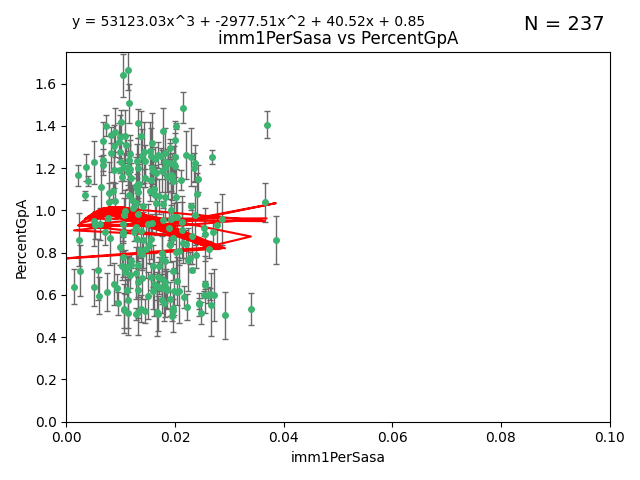 y = 53123.03x^3 + -2977.51x^2 + 40.52x + 0.85
N = 237
imm1PerSasa vs PercentGpA
PercentGpA
1.6
1.4
1.2
1.0
0.8
0.6
0.4
0.2
0.0
0.00 0.02 0.04 0.06 0.08 0.10
imm1PerSasa